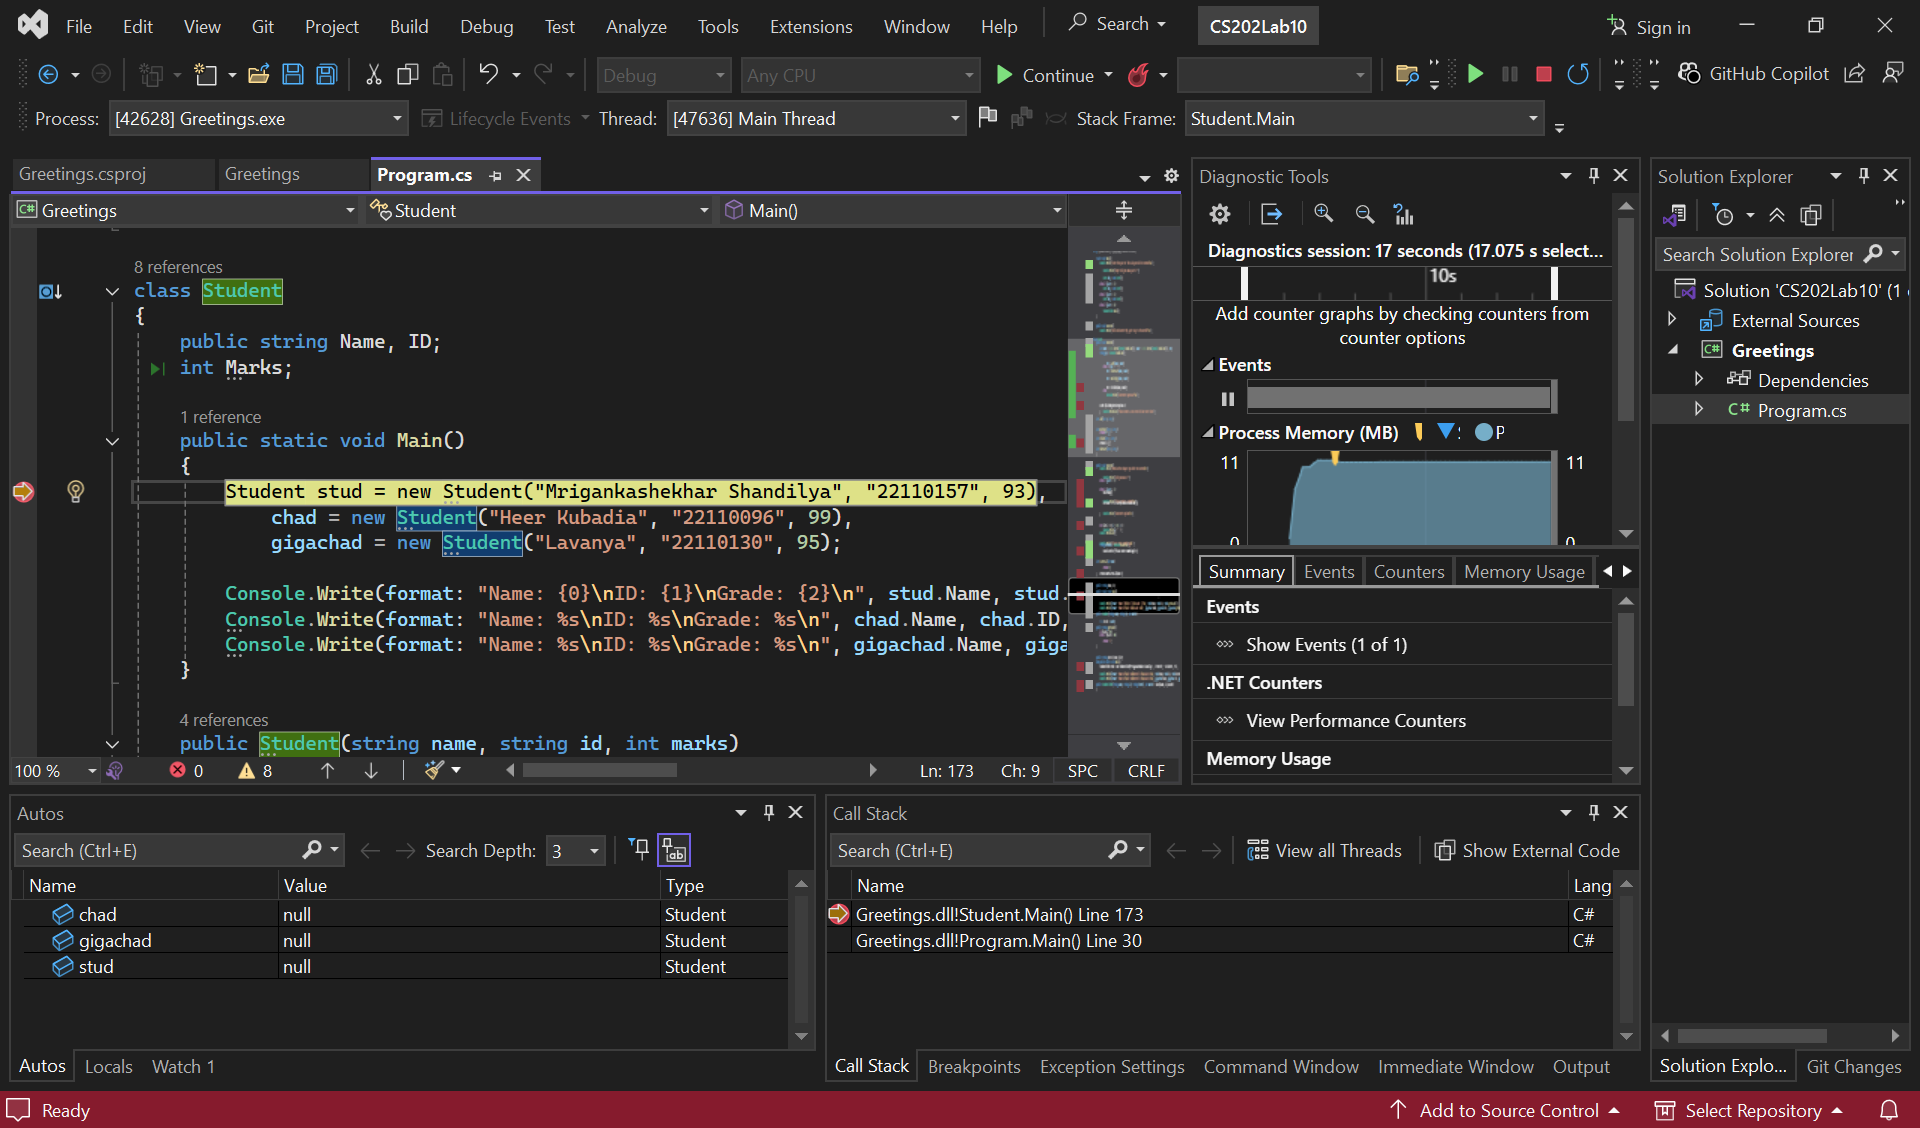 File Edit View Git Project Build Debug Test Analyze Tools Extensions Window Help Search CS202Lab10 Sign in
Debug Any CPU Continue GitHub Copilot
Process: [42628] Greetings.exe Lifecycle Events Thread: [47636] Main Thread Stack Frame: Student.Main
Greetings.csproj Greetings Program.cs
C# Greetings Student Main()
8 references
class Student
{
public string Name, ID;
int Marks;
1 reference
public static void Main()
{
Student stud = new Student("Mrigankashekhar Shandilya", "22110157", 93),
chad = new Student("Heer Kubadia", "22110096", 99),
gigachad = new Student("Lavanya", "22110130", 95);
Console.Write(format: "Name: {0}\nID: {1}\nGrade: {2}\n", stud.Name, stud.
Console.Write(format: "Name: %s\nID: %s\nGrade: %s\n", chad.Name, chad.ID,
Console.Write(format: "Name: %s\nID: %s\nGrade: %s\n", gigachad.Name, giga
}
4 references
public Student(string name, string id, int marks)
100 % 0 8 Ln: 173 Ch: 9 SPC CRLF
Diagnostic Tools
Diagnostics session: 17 seconds (17.075 s select...
10s
Add counter graphs by checking counters from
counter options
Events
Process Memory (MB) P
11 11
0 0
Summary Events Counters Memory Usage
Events
Show Events (1 of 1)
.NET Counters
View Performance Counters
Memory Usage
Solution Explorer
Search Solution Explorer
Solution 'CS202Lab10' (1
External Sources
C# Greetings
Dependencies
C# Program.cs
Solution Explo... Git Changes
Autos
Search (Ctrl+E) Search Depth: 3
Name Value Type
chad null Student
gigachad null Student
stud null Student
Autos Locals Watch 1
Call Stack
Search (Ctrl+E) View all Threads Show External Code
Name Lang
Greetings.dll!Student.Main() Line 173 C#
Greetings.dll!Program.Main() Line 30 C#
Call Stack Breakpoints Exception Settings Command Window Immediate Window Output
Ready Add to Source Control Select Repository